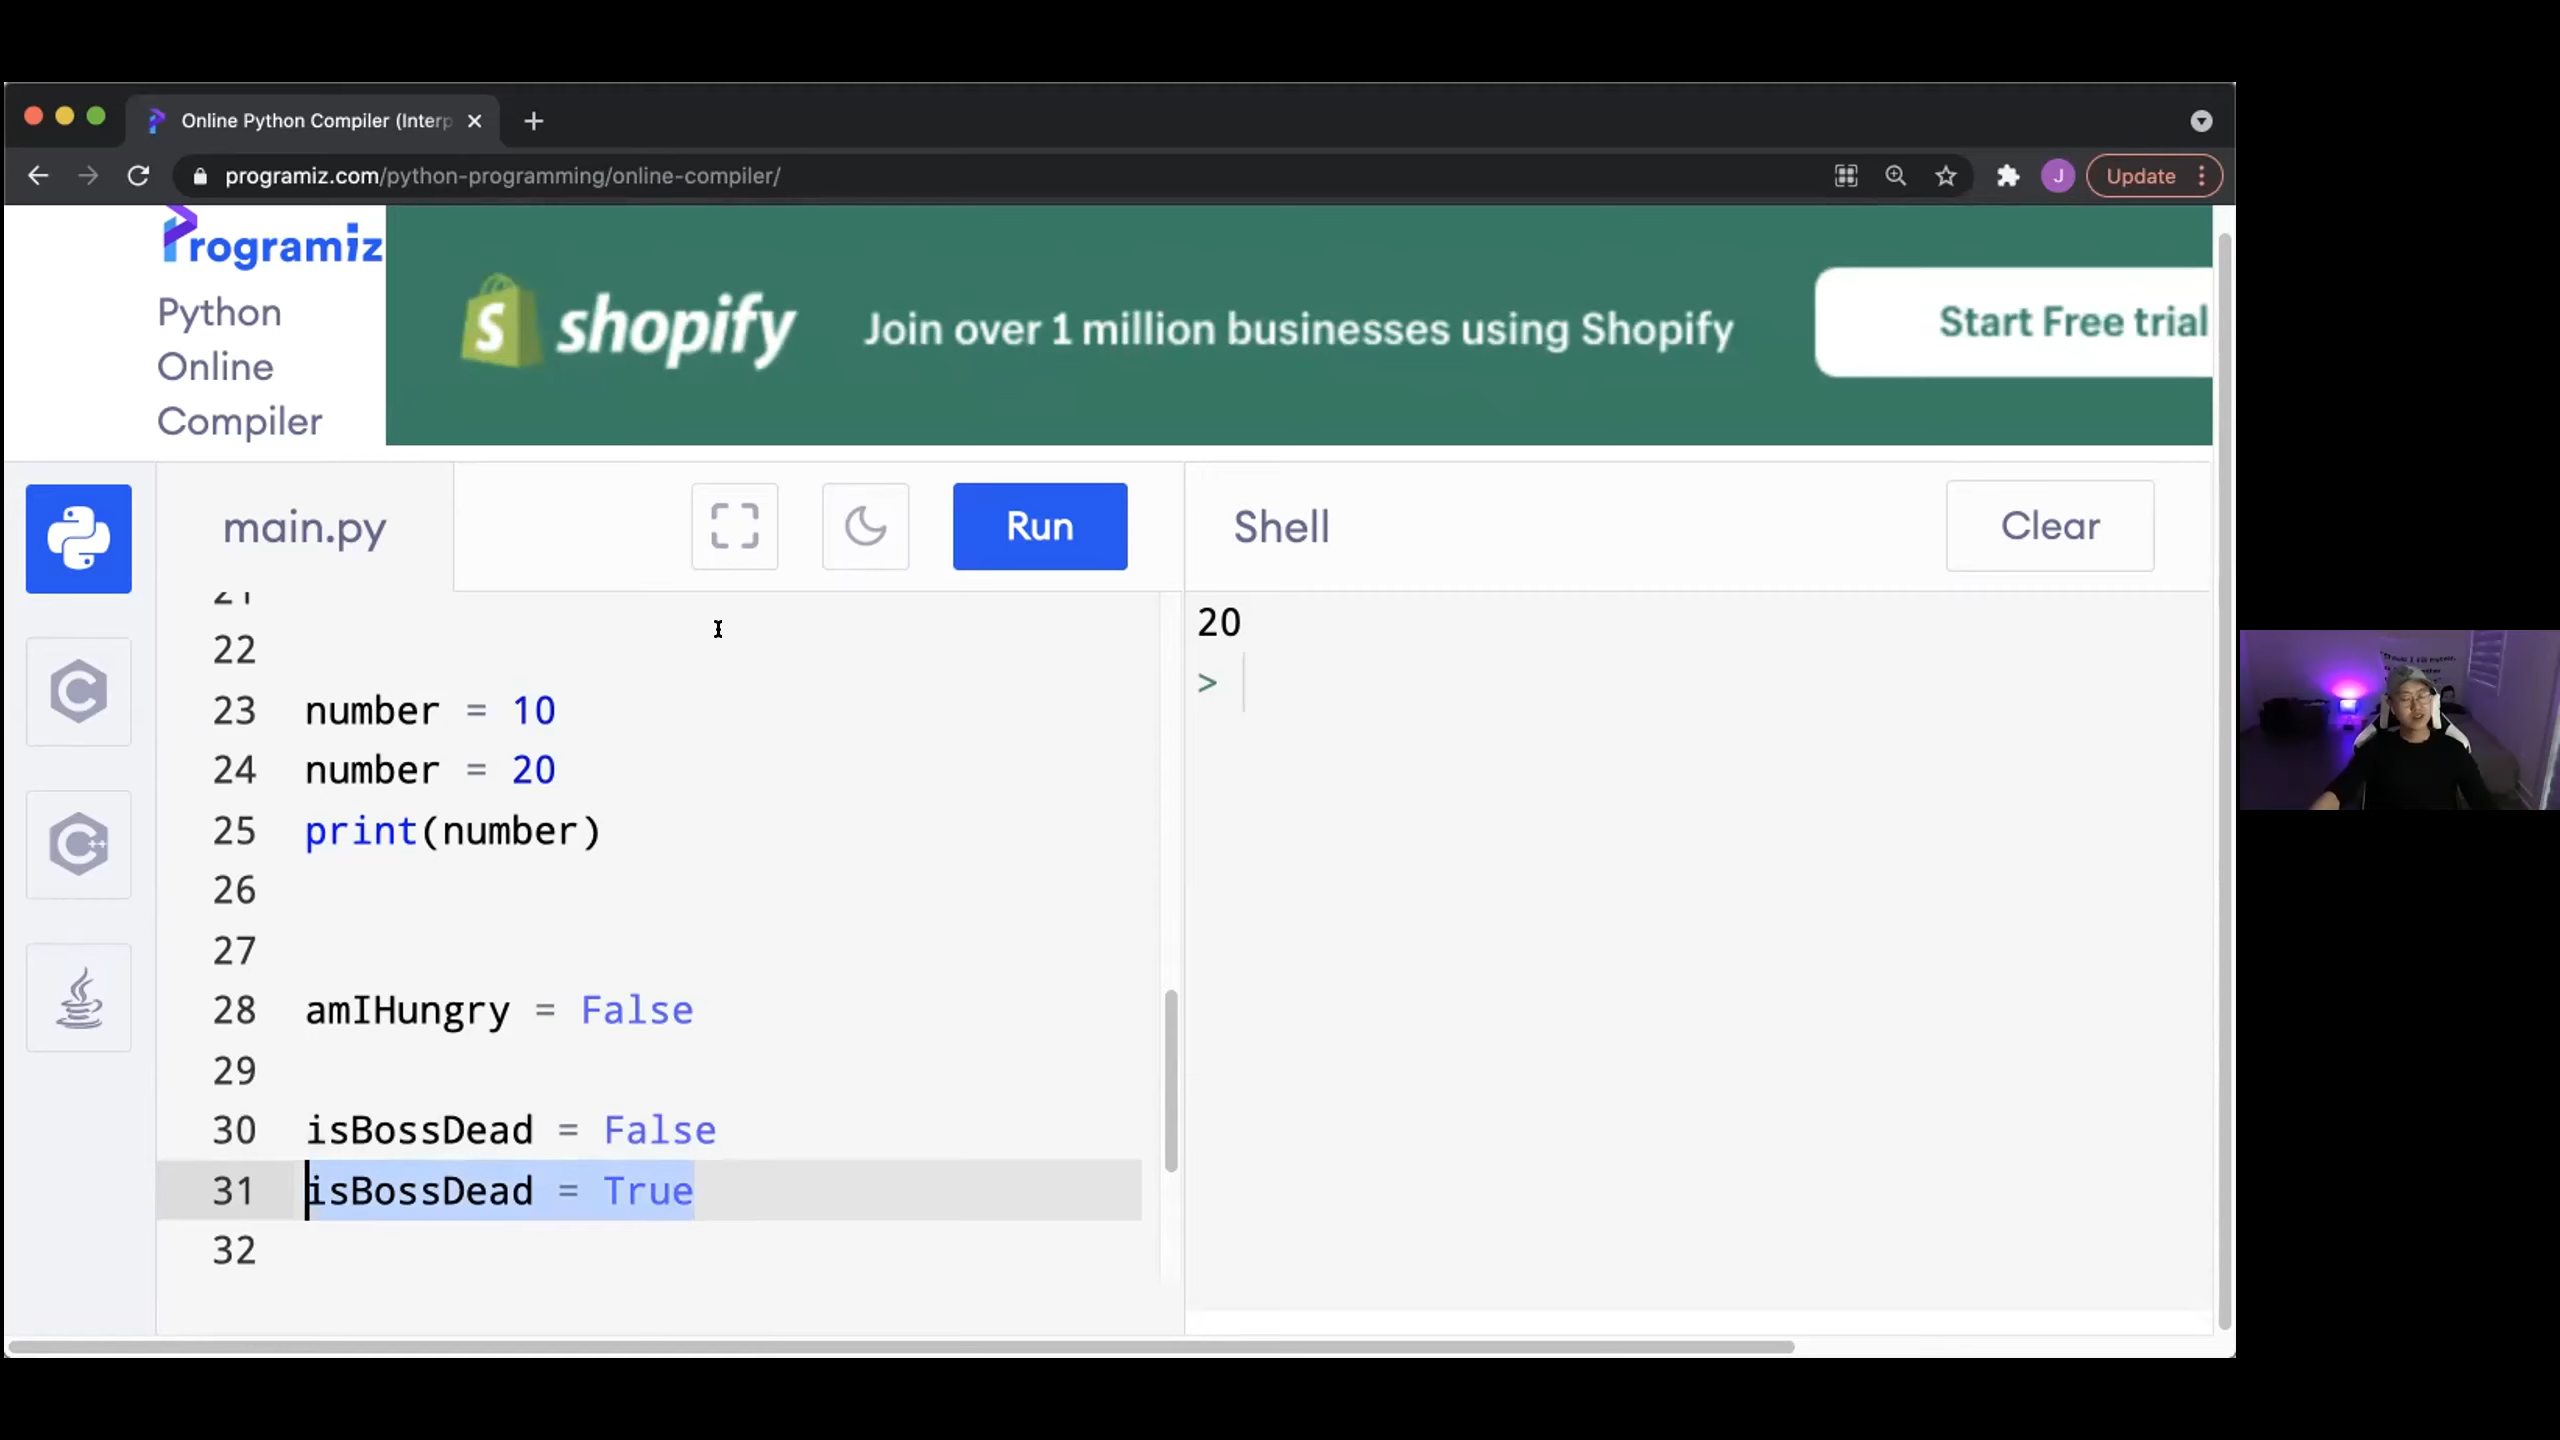 Online Python Compiler (Interp
programiz.com/python-programming/online-compiler/
J
Update
Programiz
Python
Online
Compiler
shopify
Join over 1 million businesses using Shopify
Start Free trial
main.py
Run
Shell
Clear
21
22
23 number = 10
24 number = 20
25 print(number)
26
27
28 amIHungry = False
29
30 isBossDead = False
31 isBossDead = True
32
20
>